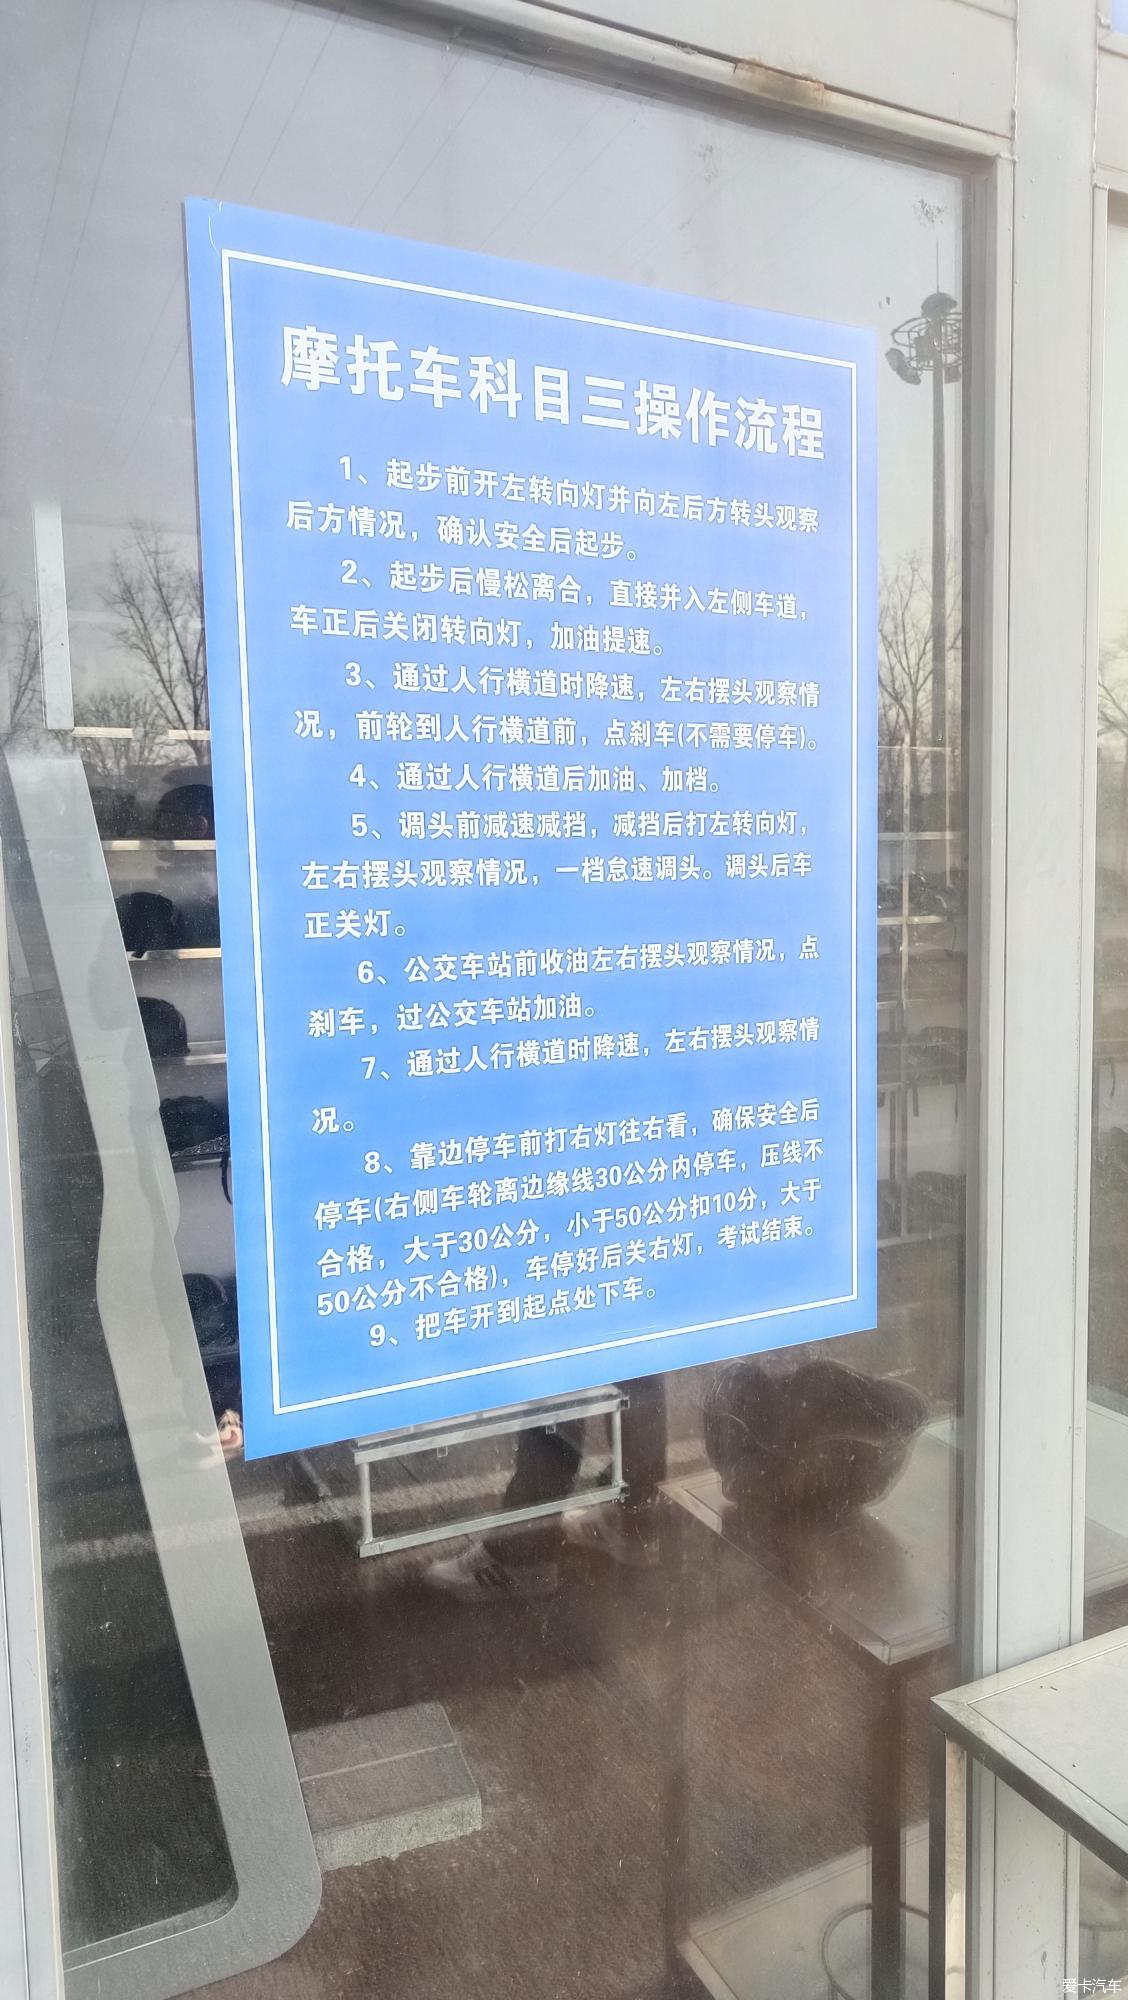 摩托车科目三操作流程
1、起步前开左转向灯并向左后方转头观察
后方情况，确认安全后起步。
2、起步后慢松离合，直接并入左侧车道，
车正后关闭转向灯，加油提速。
3、通过人行横道时降速，左右摆头观察情
况，前轮到人行横道前，点刹车(不需要停车)。
4、通过人行横道后加油、加档。
5、调头前减速减挡，减挡后打左转向灯，
左右摆头观察情况，一档怠速调头。调头后车
正关灯。
6、公交车站前收油左右摆头观察情况，点
刹车，过公交车站加油。
7、通过人行横道时降速，左右摆头观察情
况。
8、靠边停车前打右灯往右看，确保安全后
停车(右侧车轮离边缘线30公分内停车，压线不
合格，大于30公分，小于50公分扣10分，大于
50公分不合格)，车停好后关右灯，考试结束。
9、把车开到起点处下车。
爱卡汽车